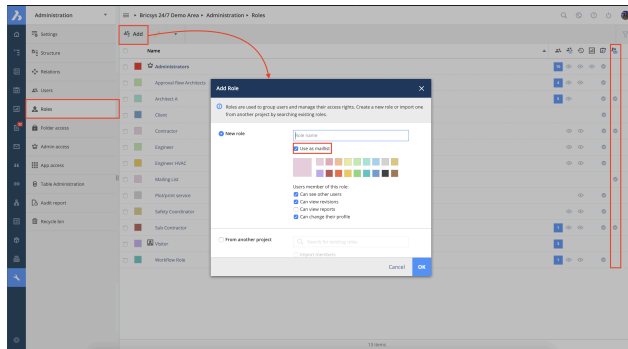 Administration
Bricsys 24/7 Demo Area ▸ Administration ▸ Roles
Settings
Structure
Relations
Users
Roles
Folder access
Admin access
App access
Table Administration
Audit report
Recycle bin
Add
Name
Administrators
Approval Flow Architects
Architect A
Client
Contractor
Engineer
Engineer HVAC
Mailing List
Plotprint service
Safety Coordinator
Sub Contractor
Visitor
Workflow Role
Add Role
Roles are used to group users and manage their access rights. Create a new role or import one
from another project by searching existing roles.
New role
Role name
Use as maillist
Users member of this role:
Can see other users
Can view revisions
Can view reports
Can change their profile
From another project
Search for existing roles
Import members
Cancel
OK
13 items